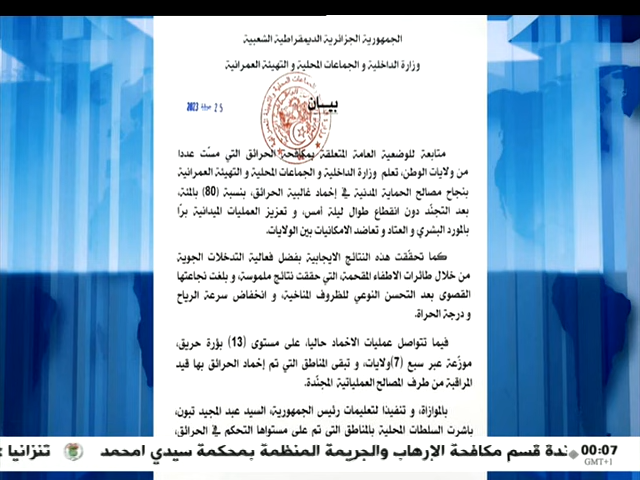 الجمهورية الجزائرية الديمقراطية الشعبية
وزارة الداخلية و الجماعات المحلية و التهيئة العمرانية
2023 25
بيـــان
متابعة للوضعية العامة المتعلقة بمكافحة الحرائق التي مسّت عددا
من ولايات الوطن، تعلم وزارة الداخلية و الجماعات المحلية و التهيئة العمرانية
بنجاح مصالح الحماية المدنية في إخماد غالبية الحرائق، بنسبة (80) بالمئة،
بعد التجنّد دون انقطاع طوال ليلة أمس، و تعزيز العمليات الميدانية برّا
بالمورد البشري و العتاد و تعاضد الامكانيات بين الولايات.
كما تحقّقت هذه النتائج الايجابية بفضل فعالية التدخلات الجوية
من خلال طائرات الاطفاء المقحمة، التي حققت نتائج ملموسة، و بلغت نجاعتها
القصوى بعد التحسن النوعي للظروف المناخية، و انخفاض سرعة الرياح
و درجة الحراة.
فيما تتواصل عمليات الاخماد حاليا، على مستوى (13) بؤرة حريق،
موزّعة عبر سبع (7)ولايات، و تبقى المناطق التي تم إخماد الحرائق بها قيد
المراقبة من طرف المصالح العملياتية المجنّدة.
بالموازاة، و تنفيذا لتعليمات رئيس الجمهورية، السيد عبد المجيد تبون،
باشرت السلطات المحلية بالمناطق التي تم على مستواها التحكم في الحرائق،
ـدة قسم مكافحة الإرهاب والجريمة المنظمة بمحكمة سيدي امحمد
تنزانيا :
00:07
GMT+1